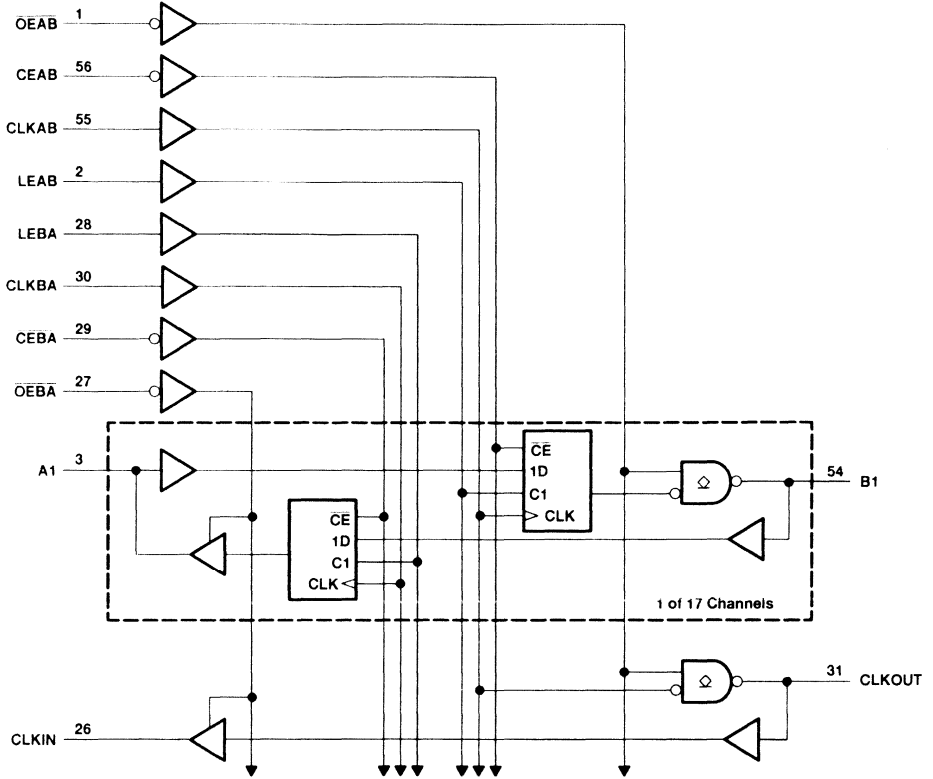 OEAB 1
CEAB 56
CLKAB 55
LEAB 2
LEBA 28
CLKBA 30
CEBA 29
OEBA 27
A1 3
CE
1D
C1
CLK
54 B1
CE
1D
C1
CLK
1 of 17 Channels
31 CLKOUT
CLKIN 26